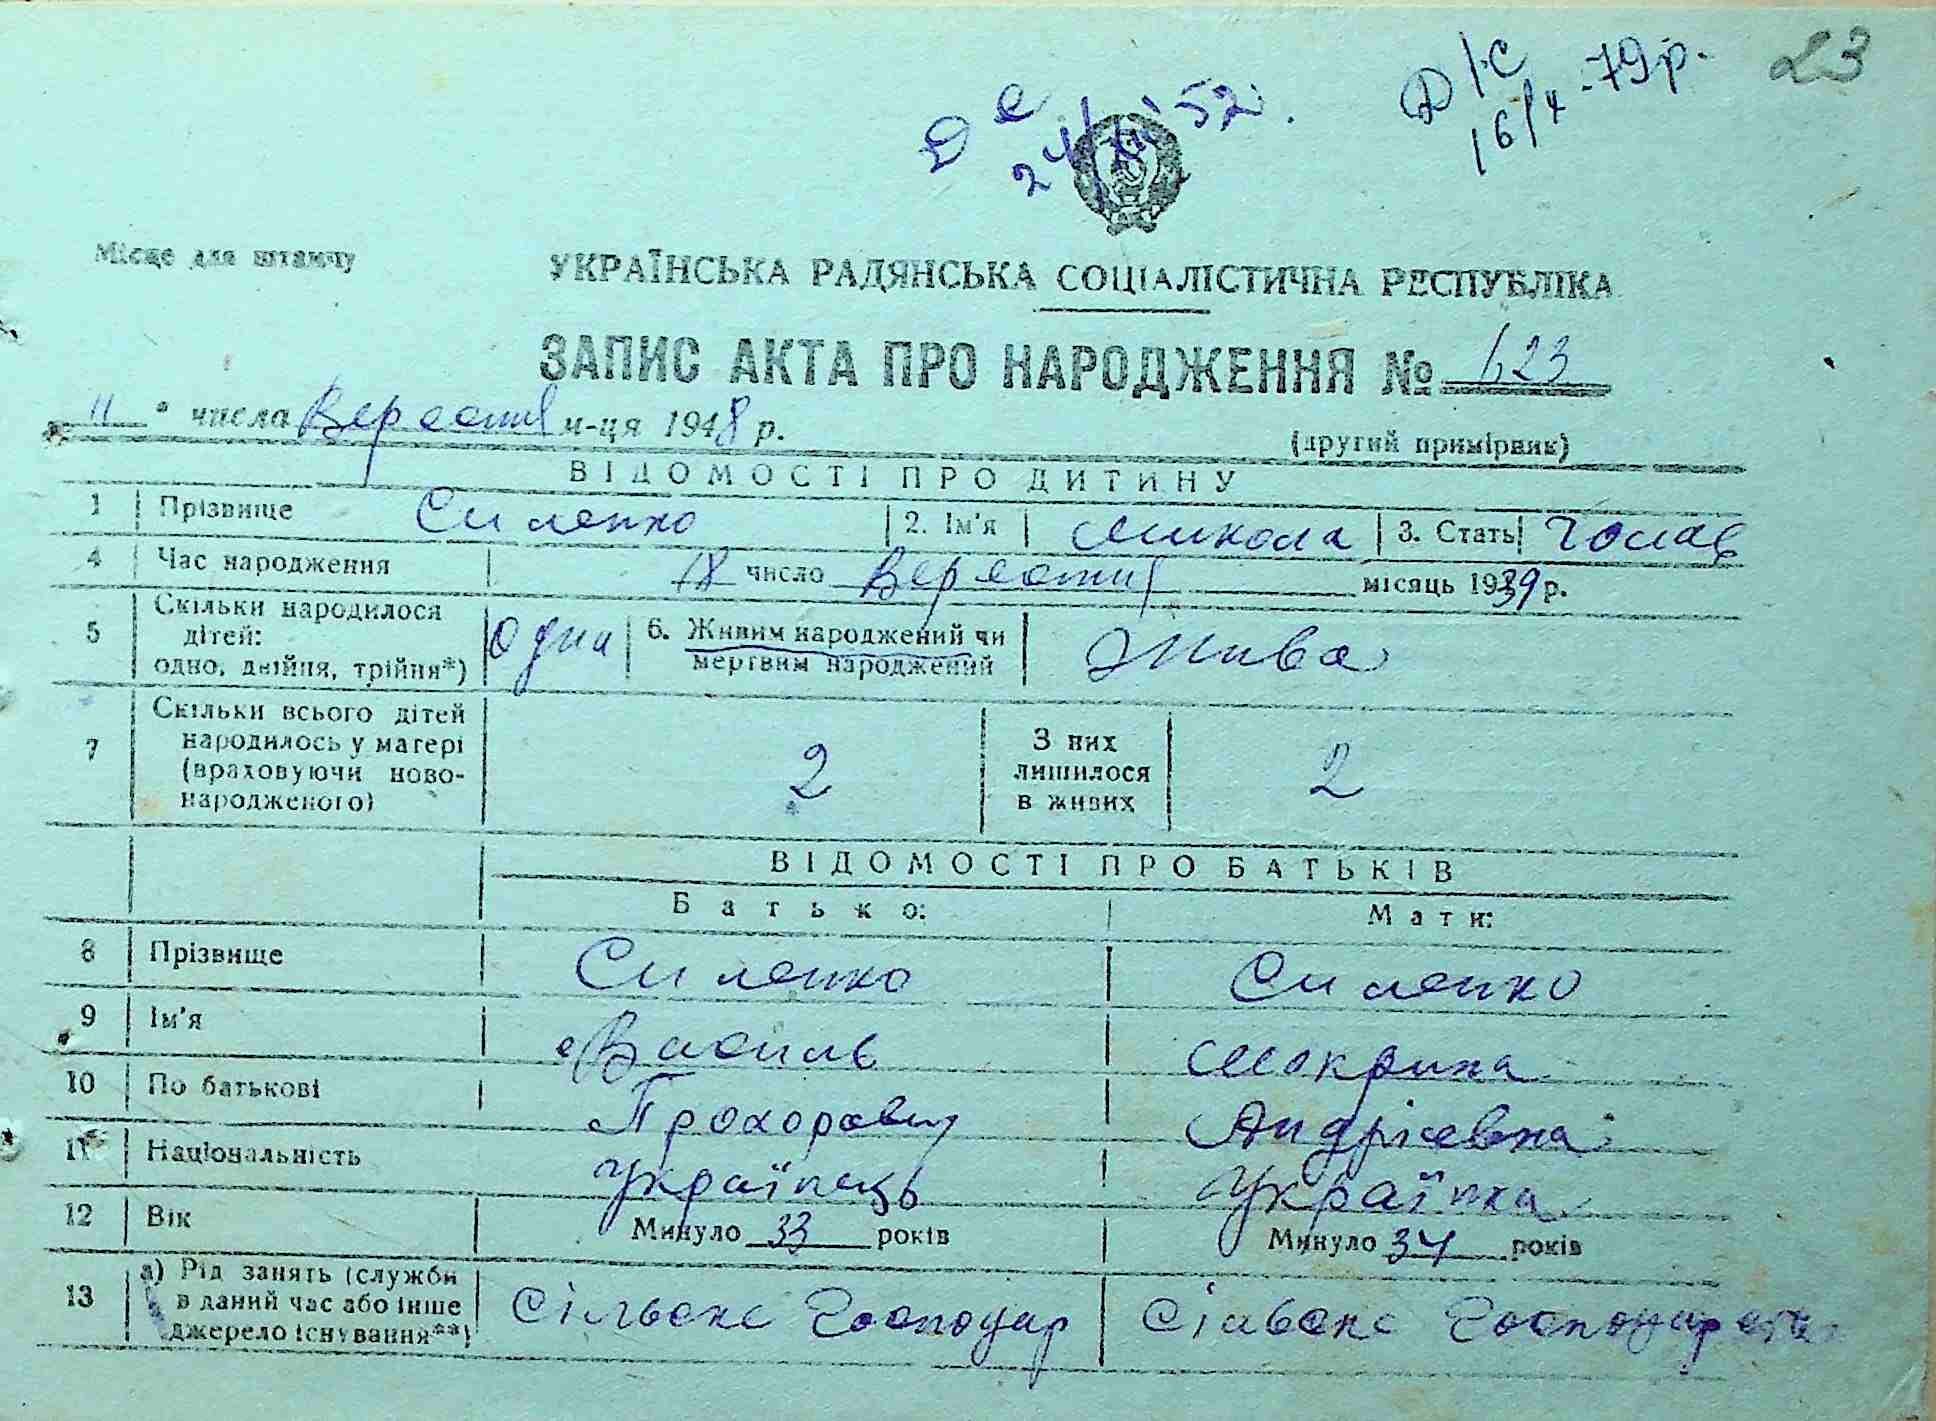 23
16/4 -79 р.
52.
Місце для штампу
УКРАЇНСЬКА РАДЯНСЬКА СОЦІАЛІСТИЧНА РЕСПУБЛІКА
ЗАПИС АКТА ПРО НАРОДЖЕННЯ № 623
"11" числа Вересня м-ця 1948 р.
(другий примірник)
ВІДОМОСТІ ПРО ДИТИНУ
1 Прізвище Силенко 2. Ім'я Микола 3. Стать Чолов
4 Час народження 18 число Вересня місяць 1939 р.
5 Скільки народилося дітей: одно, двійня, трійня*) одна 6. Живим народжений чи мертвим народжений Жива
7 Скільки всього дітей народилось у матері (враховуючи ново-народженого) 2 З них лишилося в живих 2
ВІДОМОСТІ ПРО БАТЬКІВ
Батько: Мати:
8 Прізвище Силенко Силенко
9 Ім'я Василь Мокрина
10 По батькові Прохорович Андріевна
11 Національність Українець Українка
12 Вік Минуло 33 років Минуло 34 років
13 а) Рід занять (служби в даний час або інше джерело існування**) Сільске Господар Сільске Господарств